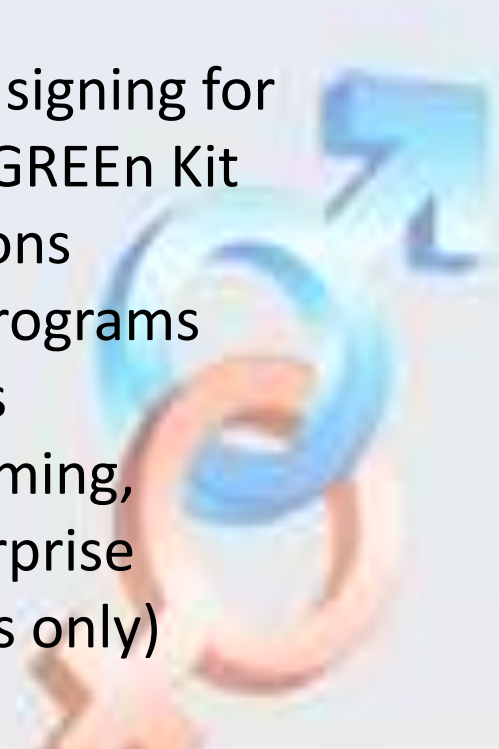 signing for
GREEn Kit
ons
rograms
s
ming,
rprise
s only)